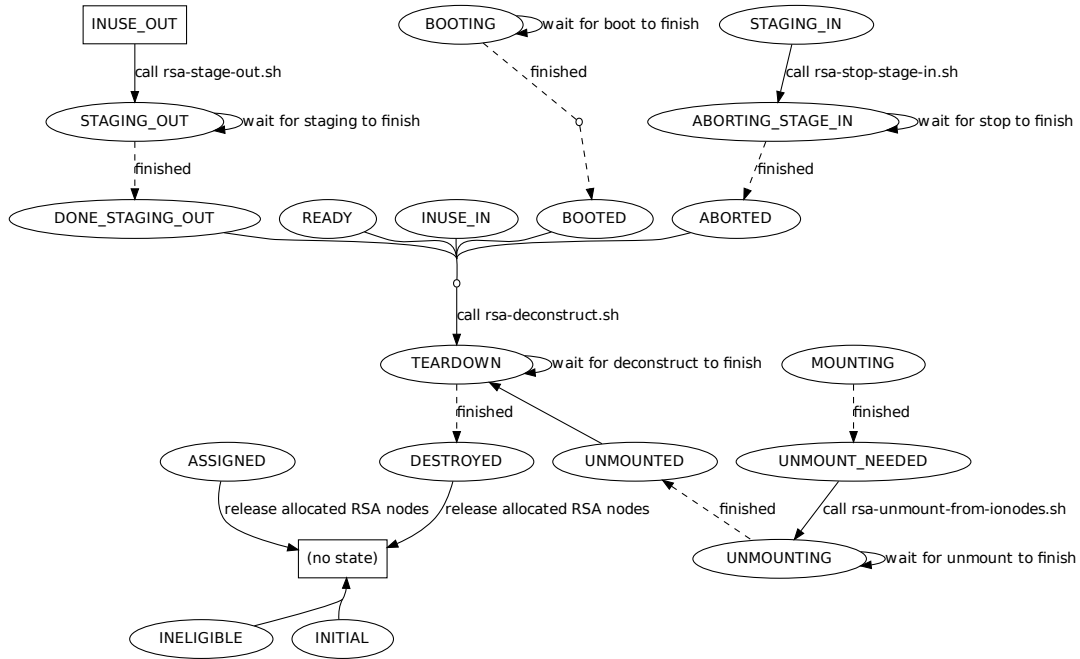 INUSE_OUT
BOOTING
wait for boot to finish
STAGING_IN
call rsa-stage-out.sh
finished
call rsa-stop-stage-in.sh
STAGING_OUT
wait for staging to finish
ABORTING_STAGE_IN
wait for stop to finish
finished
finished
DONE_STAGING_OUT
READY
INUSE_IN
BOOTED
ABORTED
call rsa-deconstruct.sh
TEARDOWN
wait for deconstruct to finish
MOUNTING
finished
finished
ASSIGNED
DESTROYED
UNMOUNTED
UNMOUNT_NEEDED
release allocated RSA nodes
release allocated RSA nodes
finished
call rsa-unmount-from-ionodes.sh
(no state)
UNMOUNTING
wait for unmount to finish
INELIGIBLE
INITIAL